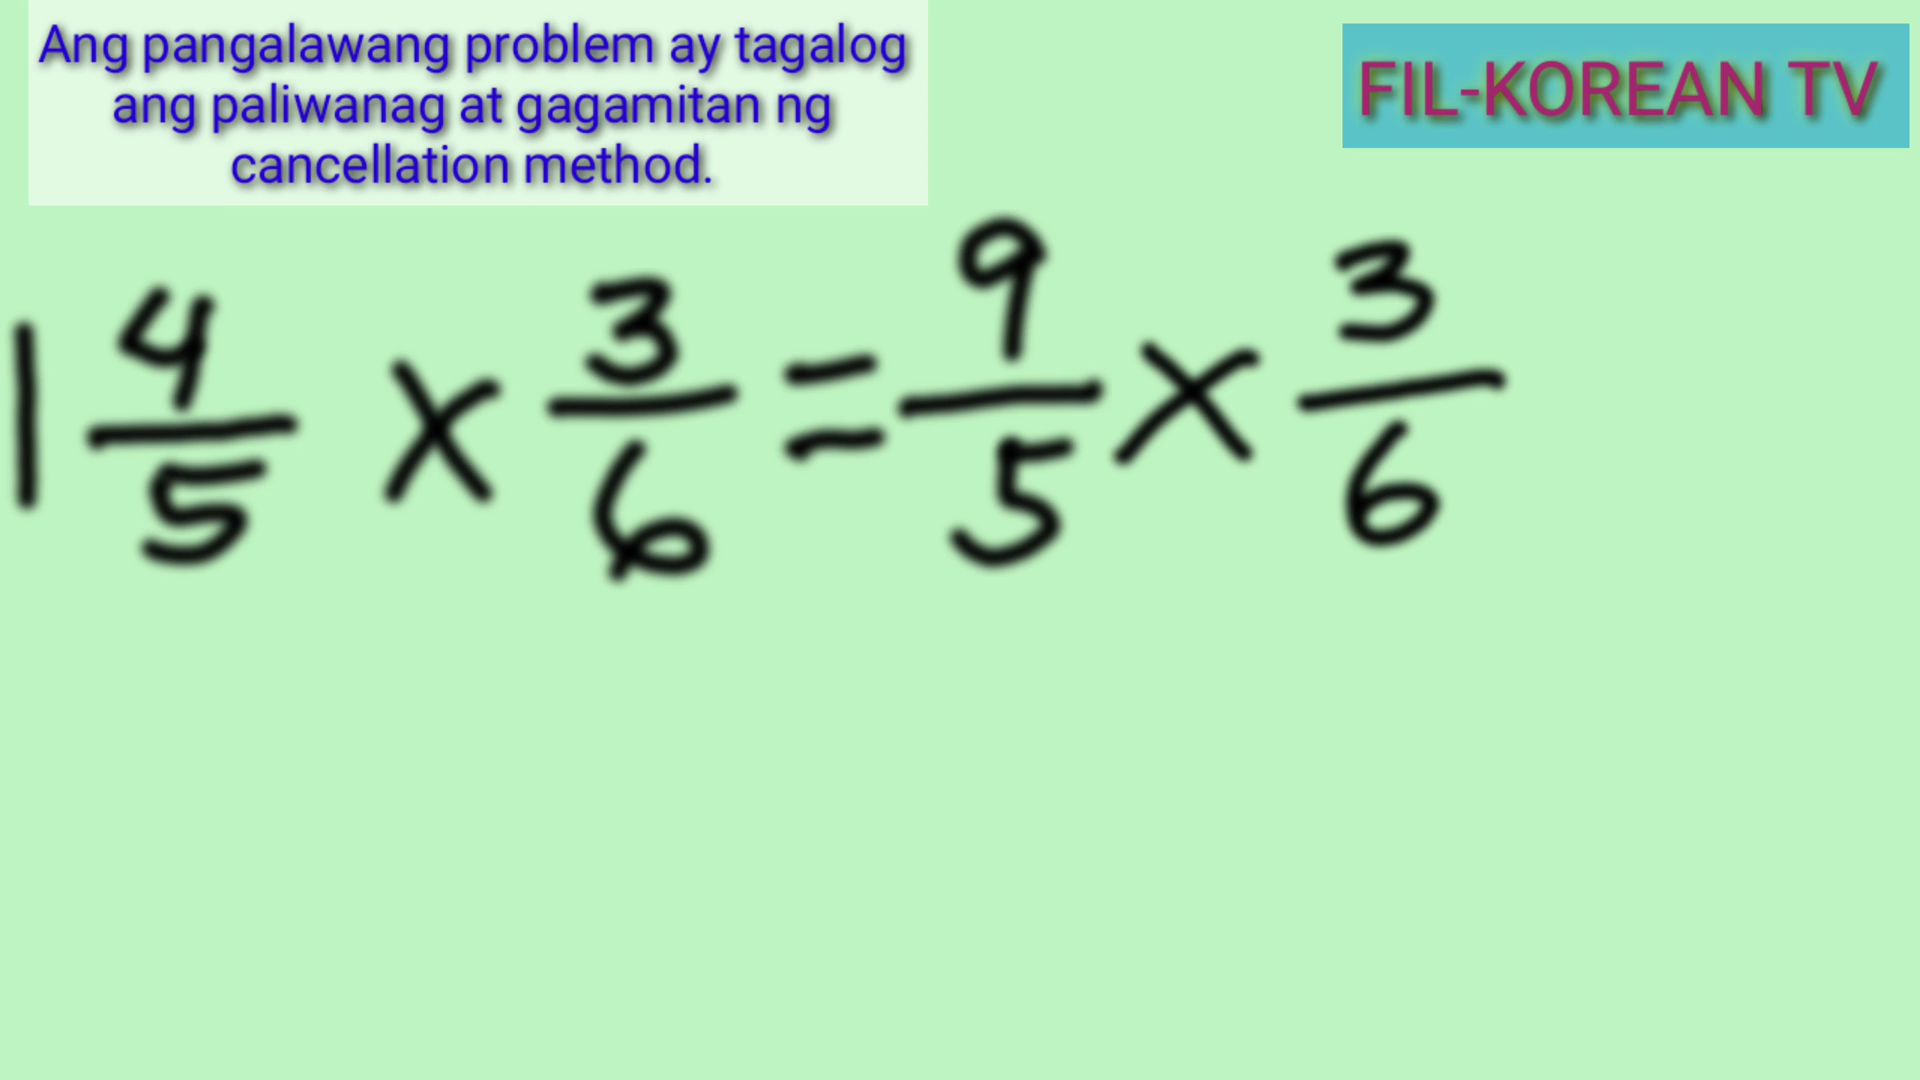 Ang pangalawang problem ay tagalog
ang paliwanag at gagamitan ng
cancellation method.
FIL-KOREAN TV
1 4/5 x 3/6 = 9/5 x 3/6